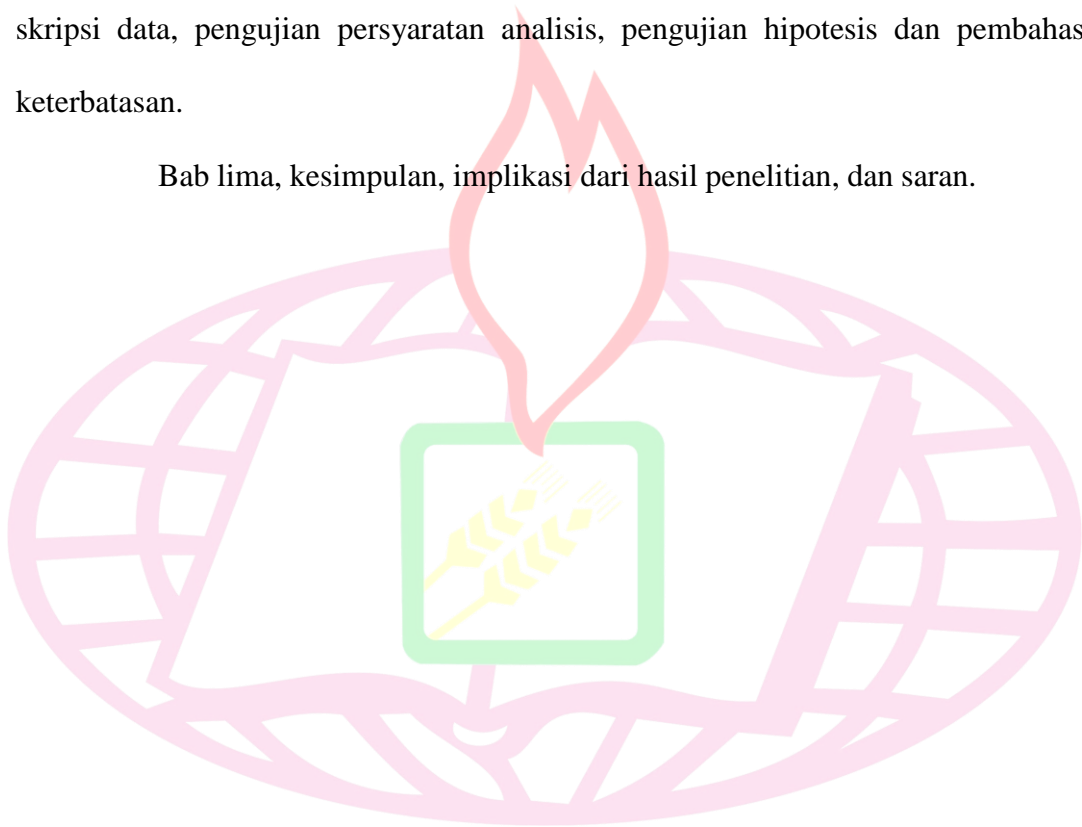 skripsi data, pengujian persyaratan analisis, pengujian hipotesis dan pembahas
keterbatasan.
Bab lima, kesimpulan, implikasi dari hasil penelitian, dan saran.